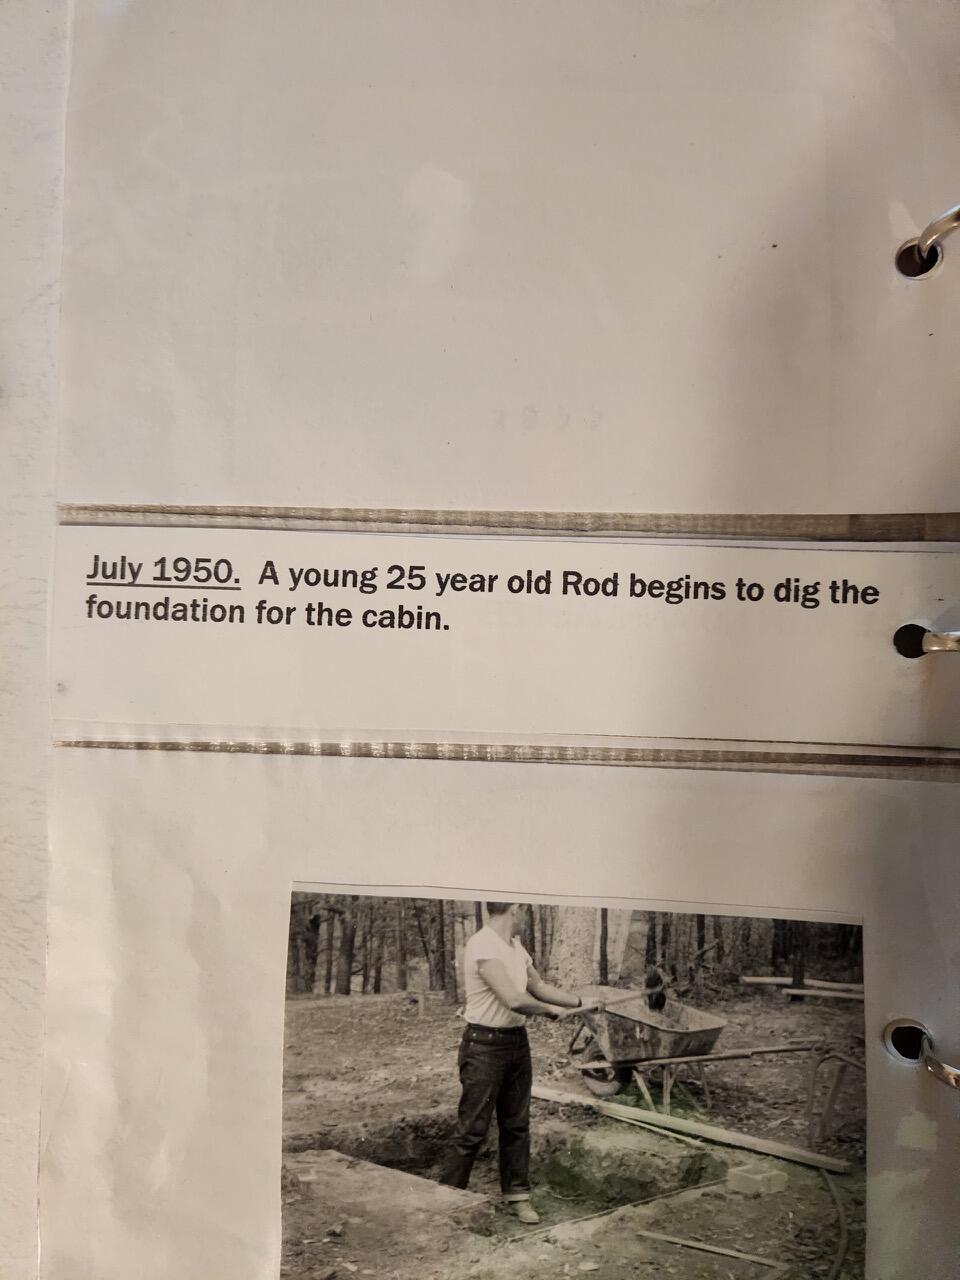 July 1950. A young 25 year old Rod begins to dig the
foundation for the cabin.